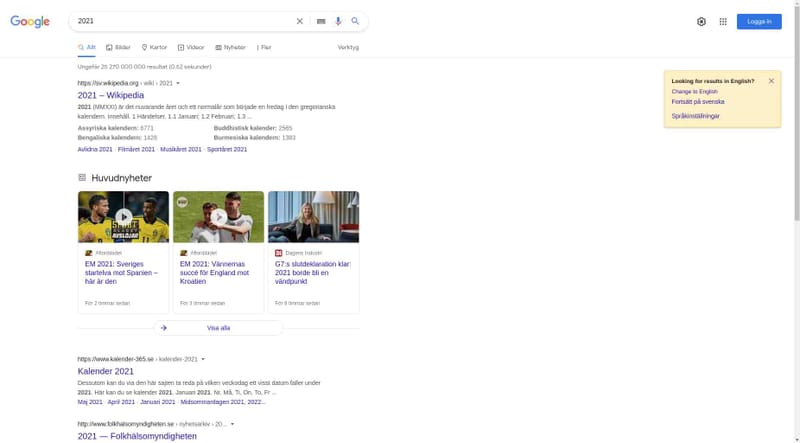 Google
2021
Logga in
Allt
Bilder
Kartor
Videor
Nyheter
Fler
Verktyg
Ungefär 25 270 000 000 resultat (0,62 sekunder)
https://sv.wikipedia.org › wiki › 2021
2021 – Wikipedia
2021 (MMXXI) är det nuvarande året och ett normalår som började en fredag i den gregorianska
kalendern. Innehåll. 1 Händelser. 1.1 Januari; 1.2 Februari; 1.3 ...
Assyriska kalendern: 6771
Buddhistisk kalender: 2565
Bengaliska kalendern: 1428
Burmesiska kalendern: 1383
Avlidna 2021 · Filmåret 2021 · Musikåret 2021 · Sportåret 2021
Looking for results in English?
Change to English
Fortsätt på svenska
Språkinställningar
Huvudnyheter
Aftonbladet
EM 2021: Sveriges
startelva mot Spanien –
här är den
För 2 timmar sedan
Aftonbladet
EM 2021: Vännernas
succé för England mot
Kroatien
För 3 timmar sedan
Dagens Industri
G7:s slutdeklaration klar:
2021 borde bli en
vändpunkt
För 8 timmar sedan
Visa alla
https://www.kalender-365.se › kalender-2021
Kalender 2021
Dessutom kan du via den här sajten ta reda på vilken veckodag ett visst datum faller under
2021. Här kan du se kalender 2021. Januari 2021. Nr, Må, Ti, On, To, Fr ...
Maj 2021 · April 2021 · Januari 2021 · Midsommardagen 2021, 2022...
http://www.folkhalsomyndigheten.se › nyhetsarkiv › 20...
2021 — Folkhälsomyndigheten